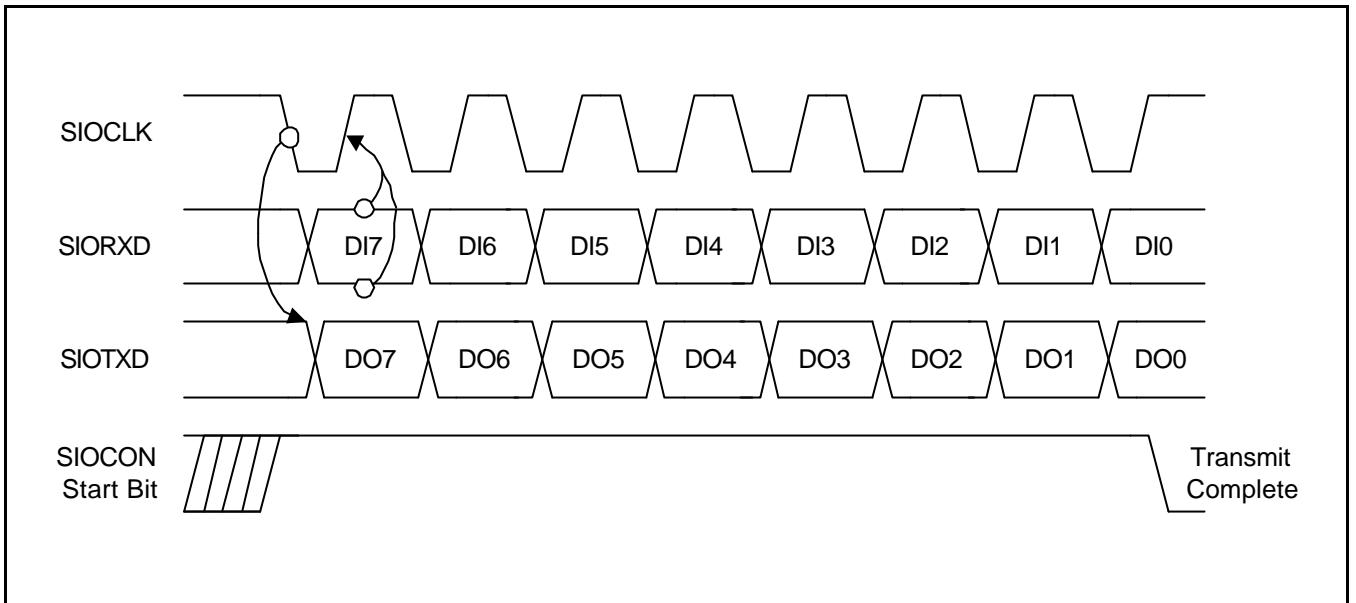 SIOCLK
SIORXD
DI7 DI6 DI5 DI4 DI3 DI2 DI1 DI0
SIOTXD
DO7 DO6 DO5 DO4 DO3 DO2 DO1 DO0
SIOCON
Start Bit
Transmit
Complete